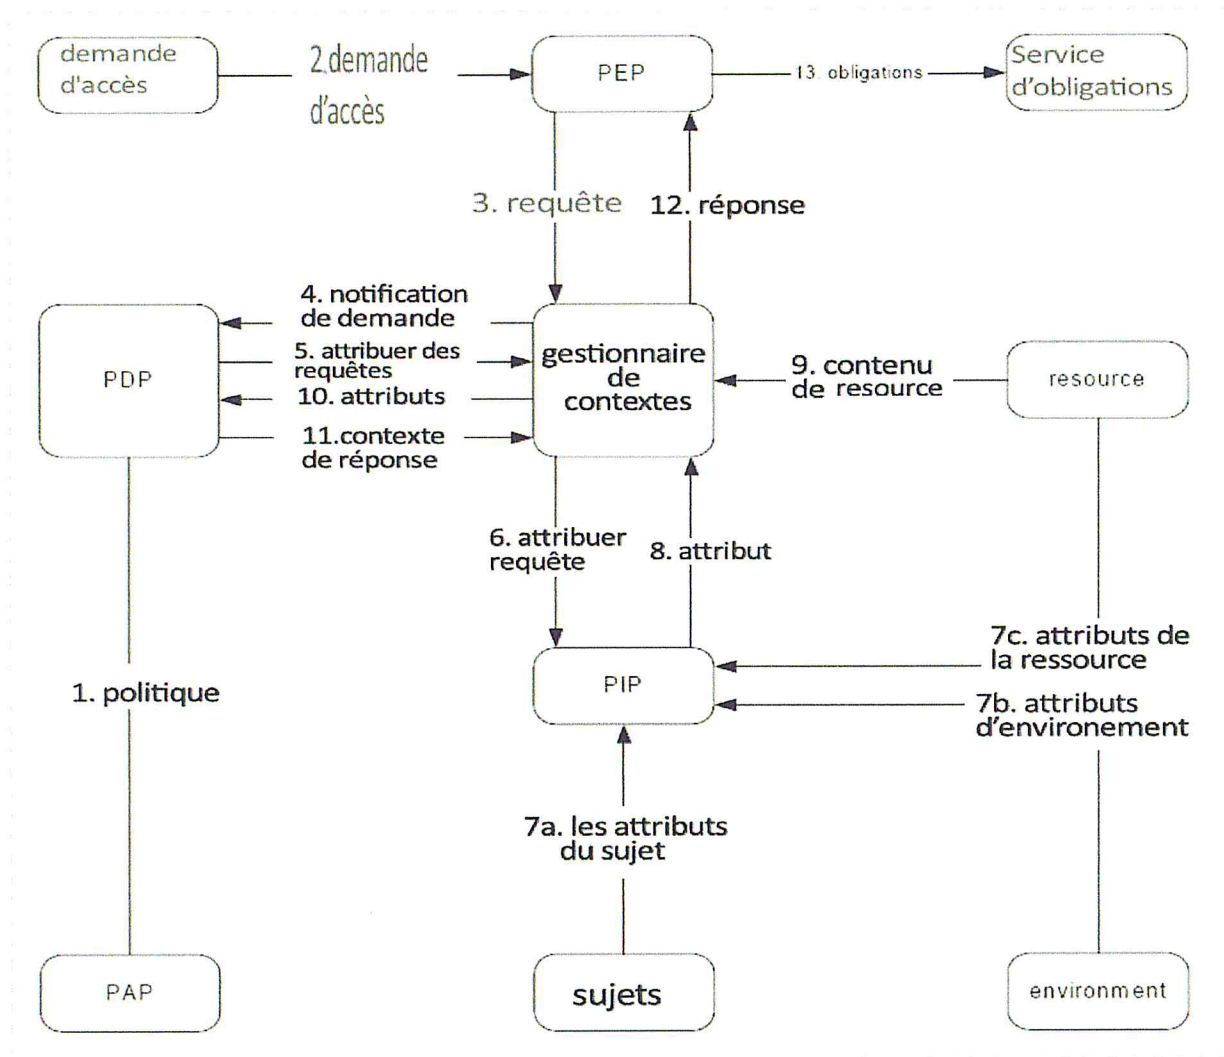 demande
d'accès
2.demande
d'accès
PEP
13. obligations
Service
d'obligations
3. requête
12. réponse
4. notification
de demande
5. attribuer des
requêtes
10. attributs
11.contexte
de réponse
PDP
gestionnaire
de
contextes
9. contenu
de resource
resource
6. attribuer
requête
8. attribut
7c. attributs de
la ressource
7b. attributs
d'environement
PIP
1. politique
7a. les attributs
du sujet
PAP
sujets
environment